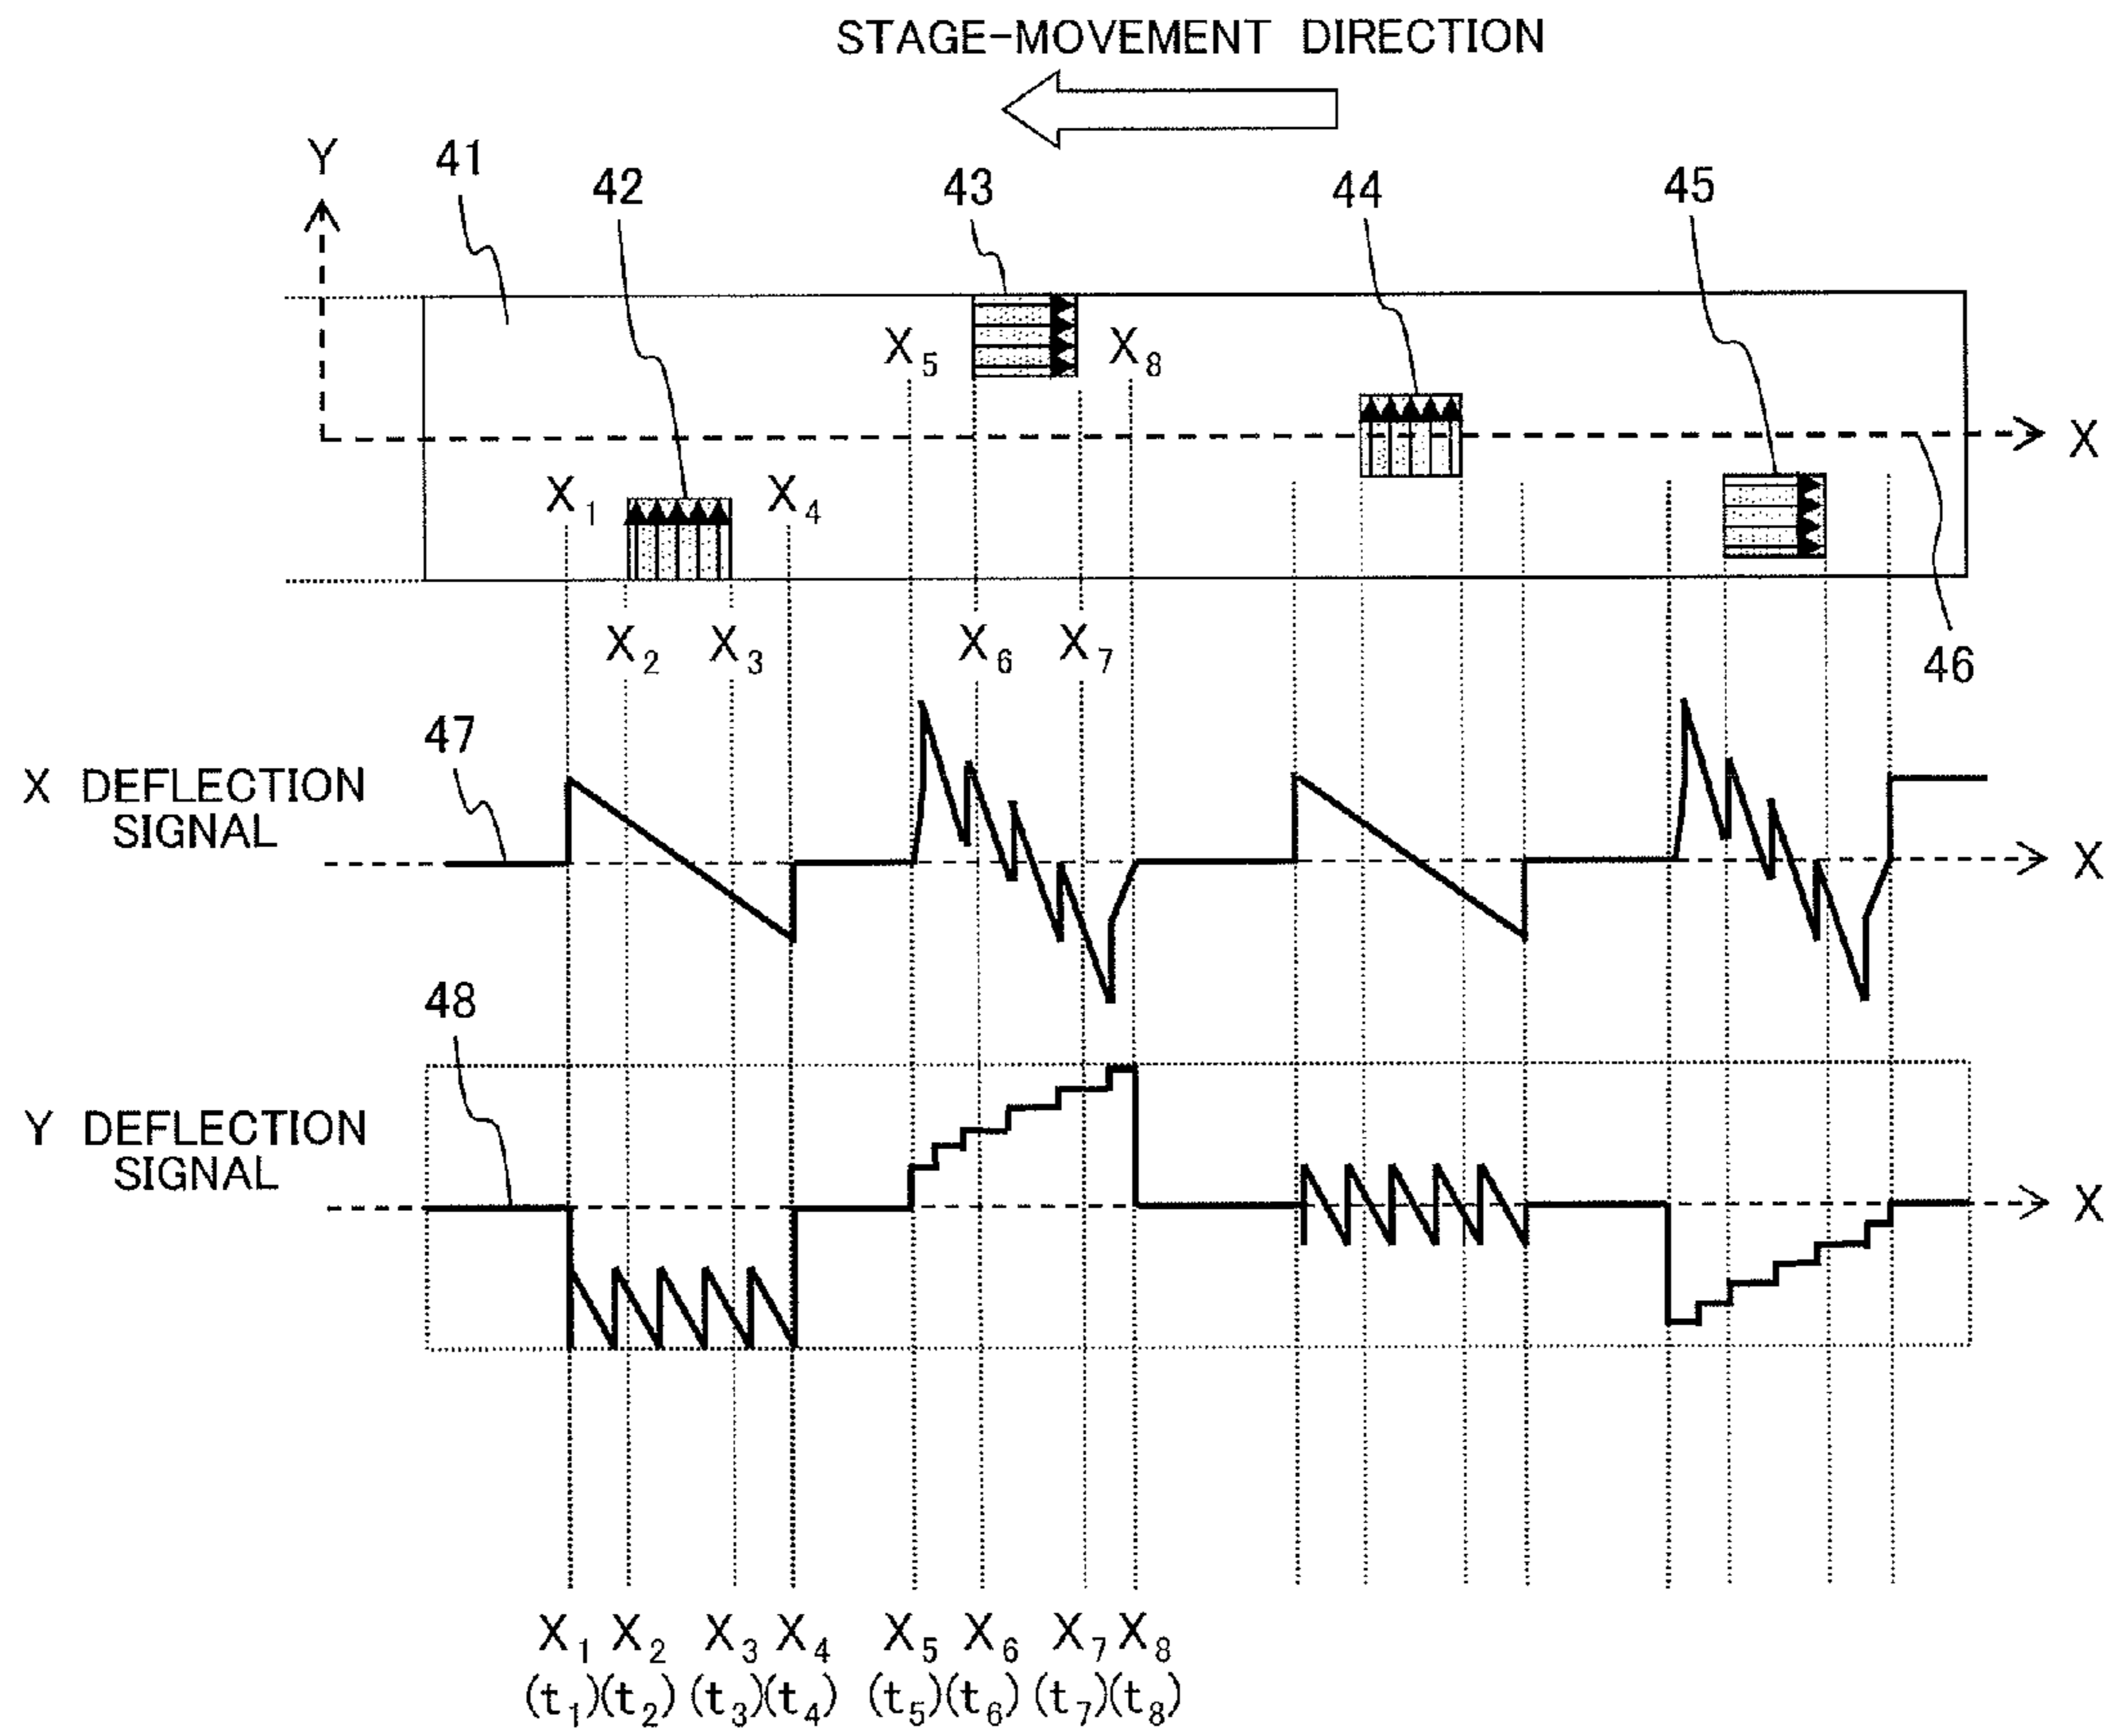 STAGE-MOVEMENT DIRECTION
Y
41
42
43
44
45
X5
X8
X
X1
X4
X2
X3
X6
X7
46
47
X DEFLECTION
SIGNAL
X
48
Y DEFLECTION
SIGNAL
X
X1 X2 X3 X4 X5 X6 X7 X8
(t1)(t2) (t3)(t4) (t5)(t6) (t7)(t8)